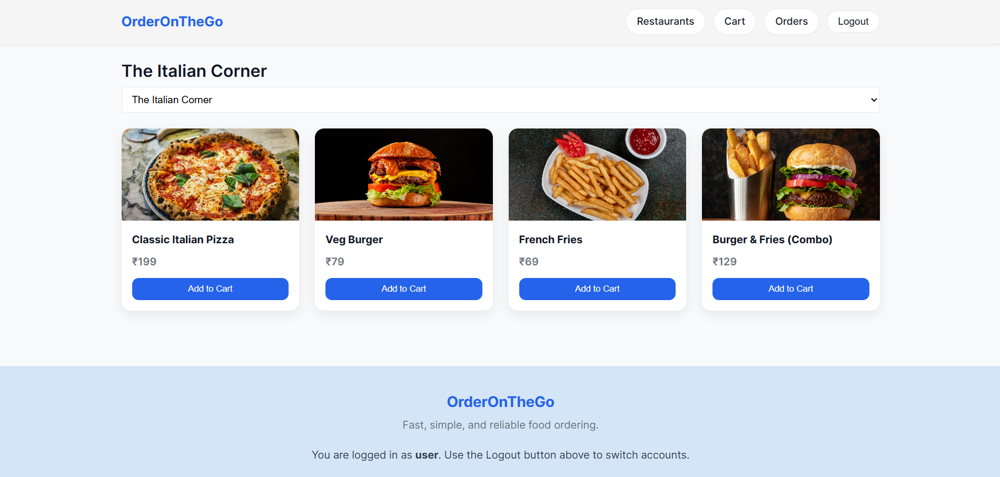 OrderOnTheGo
Restaurants
Cart
Orders
Logout
The Italian Corner
The Italian Corner
Classic Italian Pizza
₹199
Add to Cart
Veg Burger
₹79
Add to Cart
French Fries
₹69
Add to Cart
Burger & Fries (Combo)
₹129
Add to Cart
OrderOnTheGo
Fast, simple, and reliable food ordering.
You are logged in as user. Use the Logout button above to switch accounts.